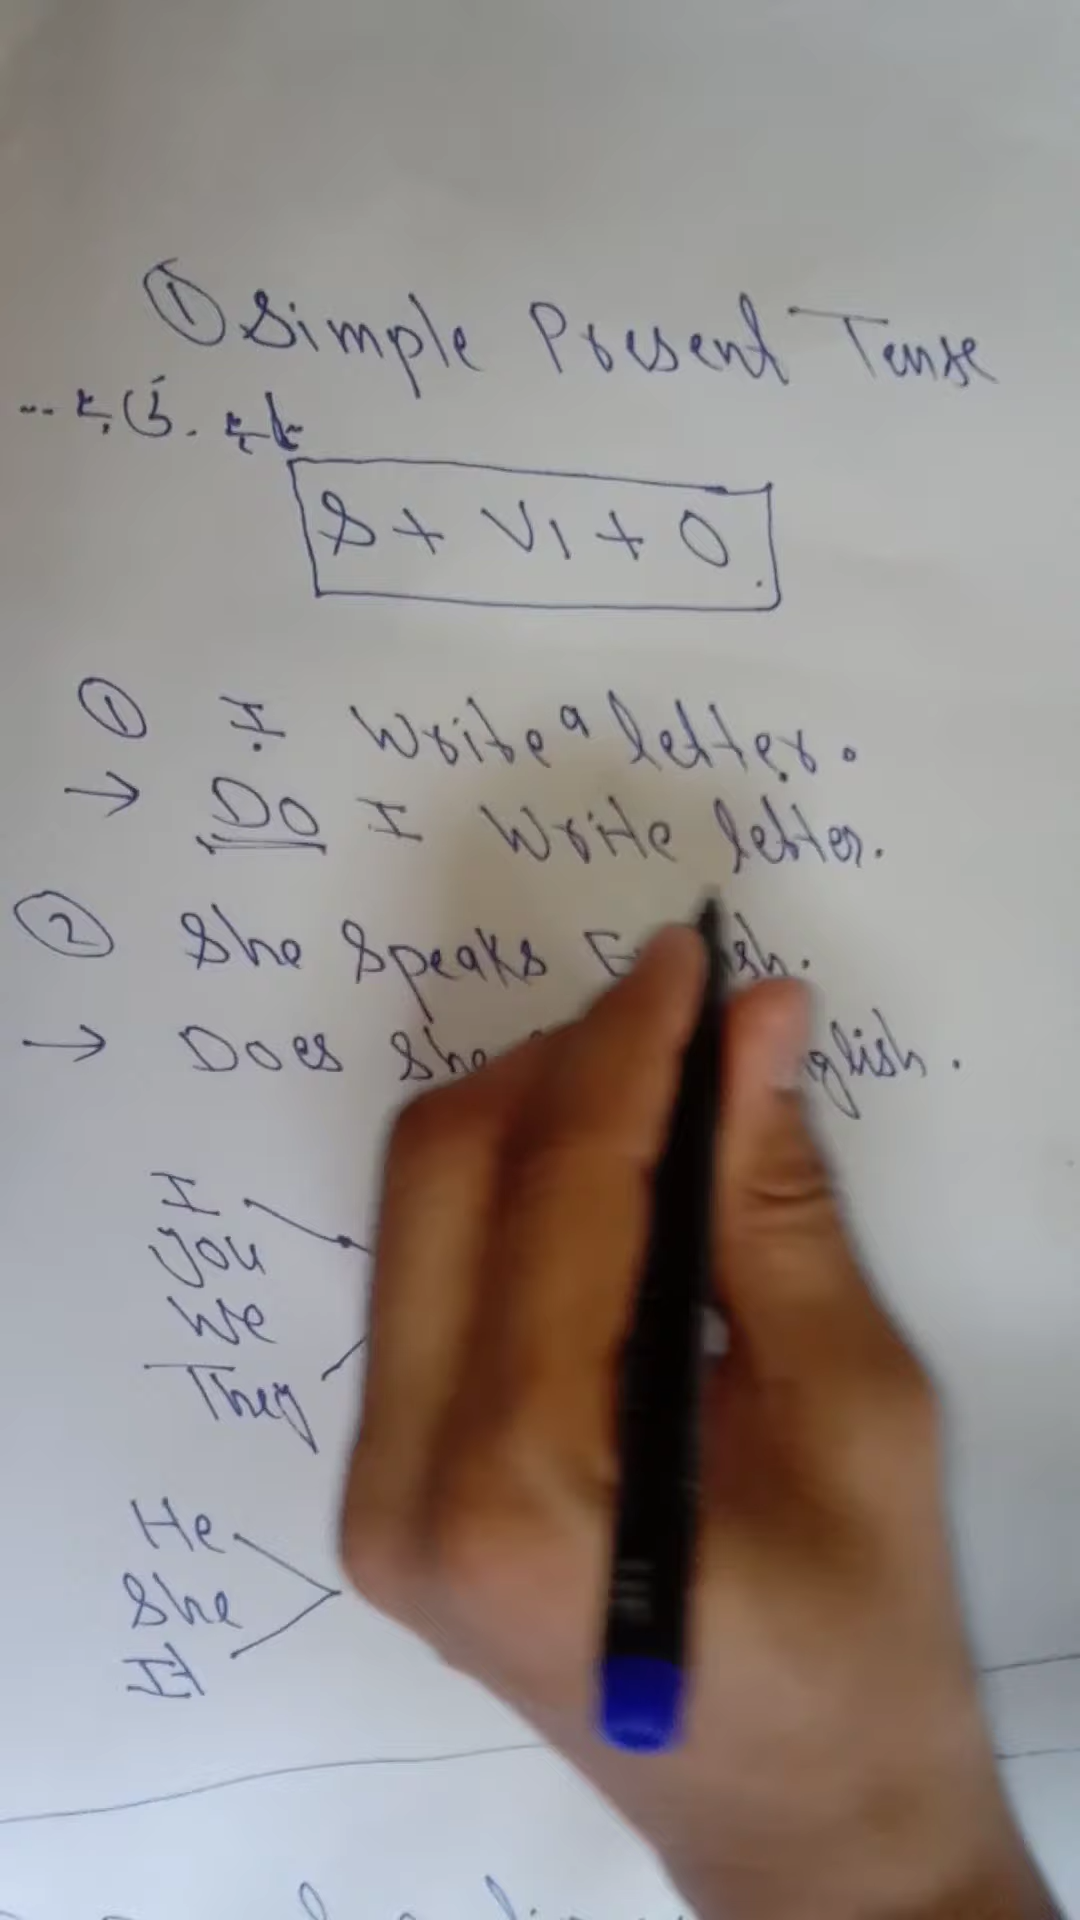 ① Simple Present Tense
S + V1 + O.
① I write a letter.
→ Do I write letter.
② She speaks
→ Does She
I
You
We
They
He
She
It